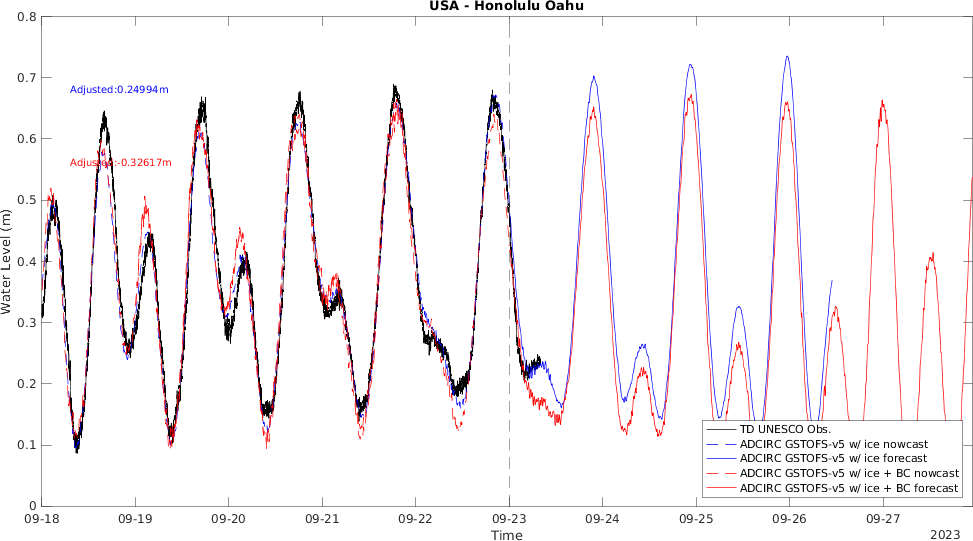 USA - Honolulu Oahu
0.8
0.7
0.6
0.5
0.4
0.3
0.2
0.1
0
Water Level (m)
Adjusted:0.24994m
Adjusted:-0.32617m
TD UNESCO Obs.
ADCIRC GSTOFS-v5 w/ ice nowcast
ADCIRC GSTOFS-v5 w/ ice forecast
ADCIRC GSTOFS-v5 w/ ice + BC nowcast
ADCIRC GSTOFS-v5 w/ ice + BC forecast
09-18 09-19 09-20 09-21 09-22 09-23 09-24 09-25 09-26 09-27
Time
2023